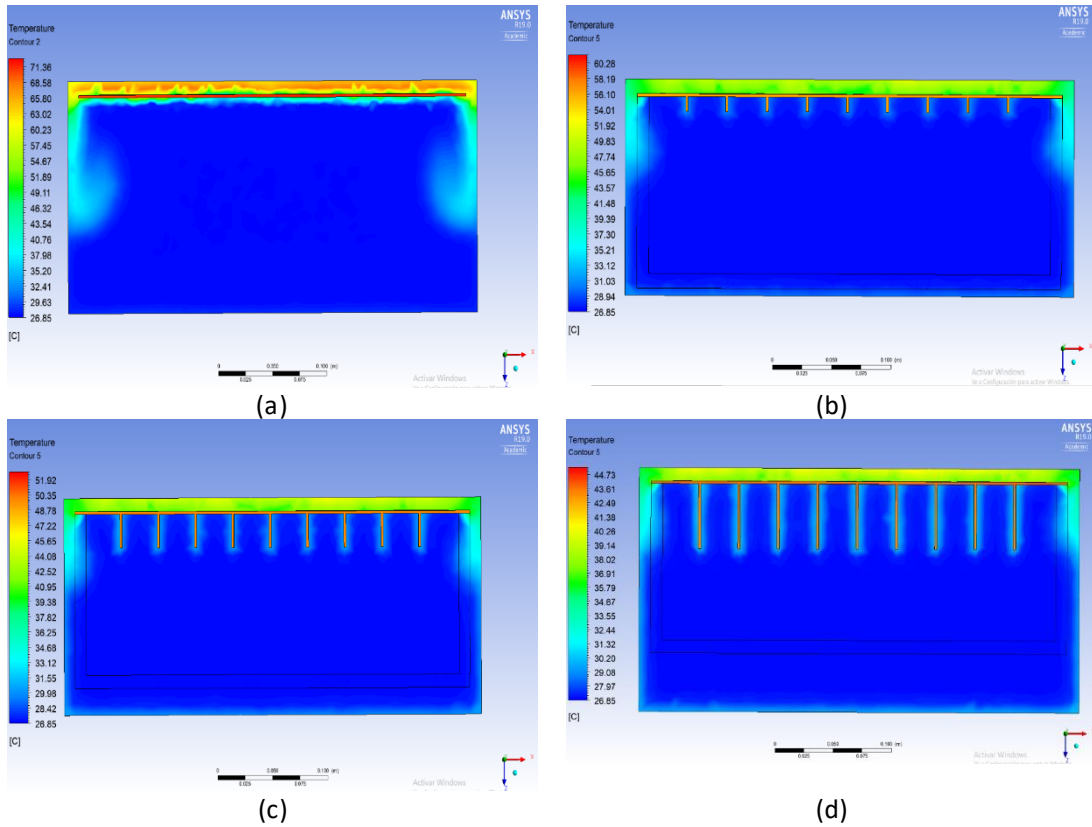 ANSYS
R19.0
Academic
Temperature
Contour 2
71.36
68.58
65.80
63.02
60.23
57.45
54.67
51.89
49.11
46.32
43.54
40.76
37.98
35.20
32.41
29.63
26.85
[C]
0 0.050 0.100 (m)
0.025 0.075
X
Z
Activar Windows
(a)
ANSYS
R19.0
Academic
Temperature
Contour 5
60.28
58.19
56.10
54.01
51.92
49.83
47.74
45.65
43.57
41.48
39.39
37.30
35.21
33.12
31.03
28.94
26.85
[C]
0 0.050 0.100 (m)
0.025 0.075
X
Z
Activar Windows
Ve a Configuración para activar Windows
(b)
ANSYS
R19.0
Academic
Temperature
Contour 5
51.92
50.35
48.78
47.22
45.65
44.08
42.52
40.95
39.38
37.82
36.25
34.68
33.12
31.55
29.98
28.42
26.85
[C]
0 0.050 0.100 (m)
0.025 0.075
X
Z
Activar Windows
(c)
ANSYS
R19.0
Academic
Temperature
Contour 5
44.73
43.61
42.50
41.38
40.26
39.14
38.02
36.91
35.79
34.67
33.55
32.44
31.32
30.20
29.08
27.97
26.85
[C]
0 0.050 0.100 (m)
0.025 0.075
X
Z
Activar Windows
(d)